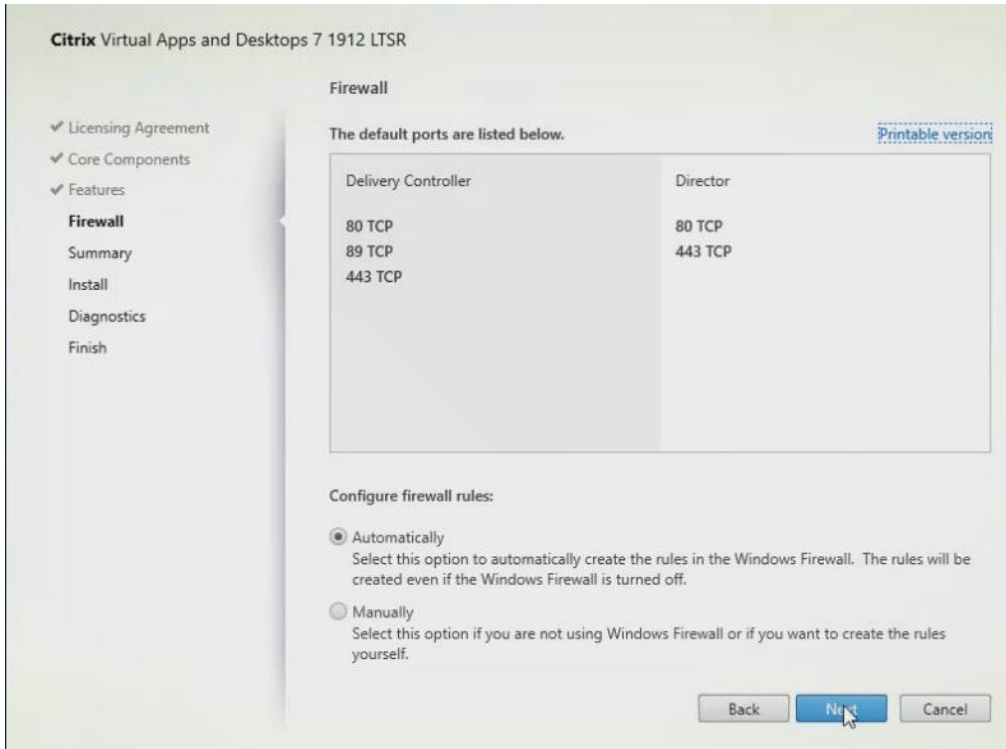 Citrix Virtual Apps and Desktops 7 1912 LTSR
Firewall
✔ Licensing Agreement
✔ Core Components
✔ Features
Firewall
Summary
Install
Diagnostics
Finish
The default ports are listed below.
Printable version
Delivery Controller
80 TCP
89 TCP
443 TCP
Director
80 TCP
443 TCP
Configure firewall rules:
Automatically
Select this option to automatically create the rules in the Windows Firewall. The rules will be
created even if the Windows Firewall is turned off.
Manually
Select this option if you are not using Windows Firewall or if you want to create the rules
yourself.
Back
Next
Cancel